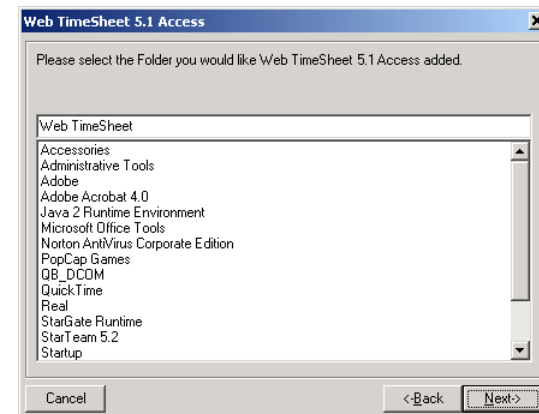 Web TimeSheet 5.1 Access
Please select the Folder you would like Web TimeSheet 5.1 Access added.
Web TimeSheet
Accessories
Administrative Tools
Adobe
Adobe Acrobat 4.0
Java 2 Runtime Environment
Microsoft Office Tools
Norton AntiVirus Corporate Edition
PopCap Games
QB_DCOM
QuickTime
Real
StarGate Runtime
StarTeam 5.2
Startup
Cancel <-Back Next->